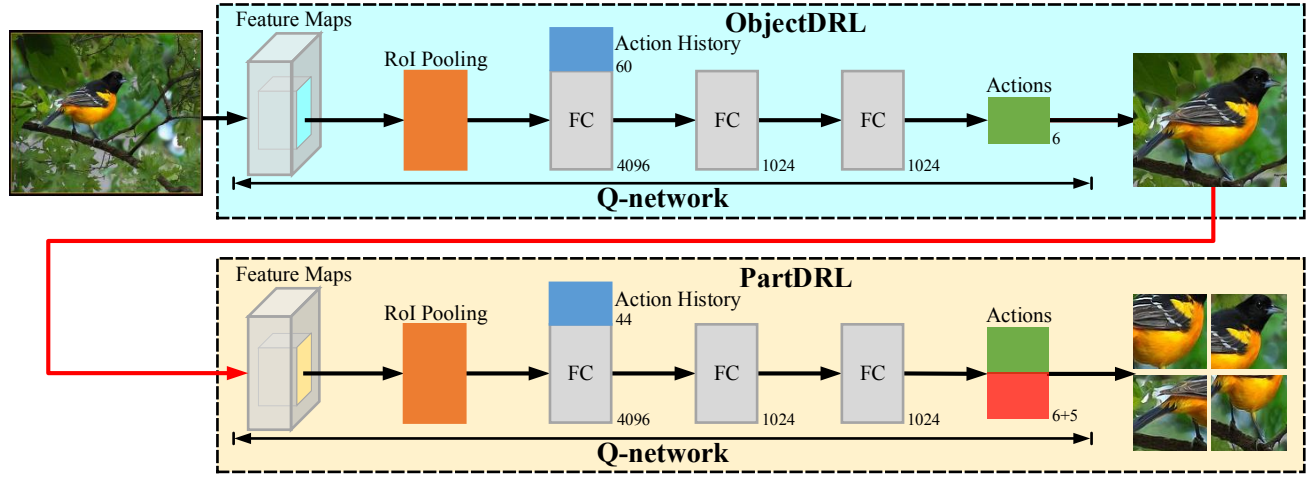 ObjectDRL
Feature Maps
RoI Pooling
Action History
60
FC
4096
FC
1024
FC
1024
Actions
6
Q-network
PartDRL
Feature Maps
RoI Pooling
Action History
44
FC
4096
FC
1024
FC
1024
Actions
6+5
Q-network